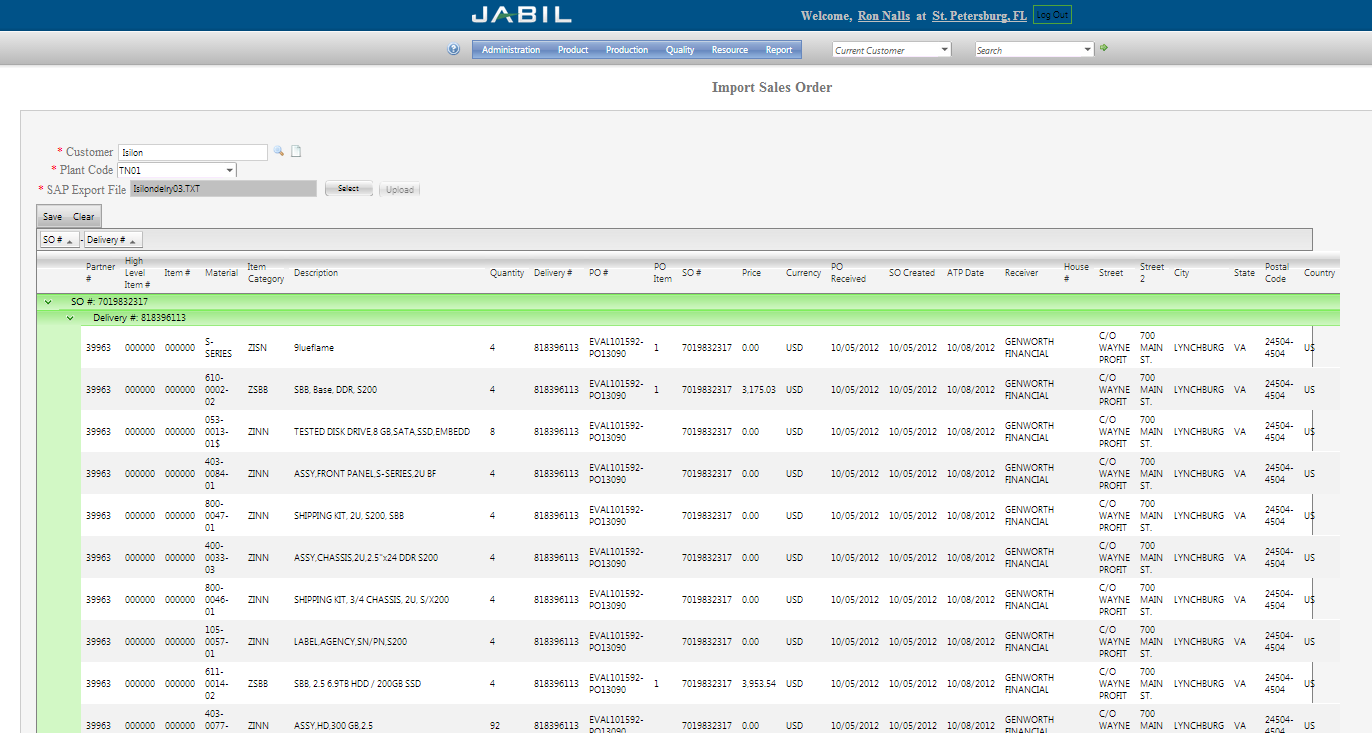 JABIL
Welcome, Ron Nalls at St. Petersburg, FL Log Out
Administration Product Production Quality Resource Report Current Customer Search
Import Sales Order
* Customer Isilon
* Plant Code TN01
* SAP Export File Isilondelry03.TXT Select Upload
Save Clear
SO # - Delivery #
Partner # High Level Item # Item # Material Item Category Description Quantity Delivery # PO # PO Item SO # Price Currency PO Received SO Created ATP Date Receiver House # Street Street 2 City State Postal Code Country
SO #: 7019832317
Delivery #: 818396113
39963 000000 000000 S-SERIES ZISN 9lueflame 4 818396113 EVAL101592-PO13090 1 7019832317 0.00 USD 10/05/2012 10/05/2012 10/08/2012 GENWORTH FINANCIAL C/O WAYNE PROFIT 700 MAIN ST. LYNCHBURG VA 24504-4504 US
39963 000000 000000 610-0002-02 ZSBB SBB, Base, DDR, S200 4 818396113 EVAL101592-PO13090 1 7019832317 3,175.03 USD 10/05/2012 10/05/2012 10/08/2012 GENWORTH FINANCIAL C/O WAYNE PROFIT 700 MAIN ST. LYNCHBURG VA 24504-4504 US
39963 000000 000000 053-0013-01$ ZINN TESTED DISK DRIVE,8 GB,SATA,SSD,EMBEDD 8 818396113 EVAL101592-PO13090 7019832317 0.00 USD 10/05/2012 10/05/2012 10/08/2012 GENWORTH FINANCIAL C/O WAYNE PROFIT 700 MAIN ST. LYNCHBURG VA 24504-4504 US
39963 000000 000000 403-0084-01 ZINN ASSY,FRONT PANEL,S-SERIES,2U BF 4 818396113 EVAL101592-PO13090 7019832317 0.00 USD 10/05/2012 10/05/2012 10/08/2012 GENWORTH FINANCIAL C/O WAYNE PROFIT 700 MAIN ST. LYNCHBURG VA 24504-4504 US
39963 000000 000000 800-0047-01 ZINN SHIPPING KIT, 2U, S200, SBB 4 818396113 EVAL101592-PO13090 7019832317 0.00 USD 10/05/2012 10/05/2012 10/08/2012 GENWORTH FINANCIAL C/O WAYNE PROFIT 700 MAIN ST. LYNCHBURG VA 24504-4504 US
39963 000000 000000 400-0033-03 ZINN ASSY,CHASSIS,2U,2.5"x24 DDR S200 4 818396113 EVAL101592-PO13090 7019832317 0.00 USD 10/05/2012 10/05/2012 10/08/2012 GENWORTH FINANCIAL C/O WAYNE PROFIT 700 MAIN ST. LYNCHBURG VA 24504-4504 US
39963 000000 000000 800-0046-01 ZINN SHIPPING KIT, 3/4 CHASSIS, 2U, S/X200 4 818396113 EVAL101592-PO13090 7019832317 0.00 USD 10/05/2012 10/05/2012 10/08/2012 GENWORTH FINANCIAL C/O WAYNE PROFIT 700 MAIN ST. LYNCHBURG VA 24504-4504 US
39963 000000 000000 105-0057-01 ZINN LABEL,AGENCY,SN/PN,S200 4 818396113 EVAL101592-PO13090 7019832317 0.00 USD 10/05/2012 10/05/2012 10/08/2012 GENWORTH FINANCIAL C/O WAYNE PROFIT 700 MAIN ST. LYNCHBURG VA 24504-4504 US
39963 000000 000000 611-0014-02 ZSBB SBB, 2.5 6.9TB HDD / 200GB SSD 4 818396113 EVAL101592-PO13090 1 7019832317 3,953.54 USD 10/05/2012 10/05/2012 10/08/2012 GENWORTH FINANCIAL C/O WAYNE PROFIT 700 MAIN ST. LYNCHBURG VA 24504-4504 US
39963 000000 000000 403-0077- ZINN ASSY,HD,300 GB,2.5 92 818396113 EVAL101592-PO13090 7019832317 0.00 USD 10/05/2012 10/05/2012 10/08/2012 GENWORTH FINANCIAL C/O WAYNE 700 MAIN LYNCHBURG VA 24504-4504 US